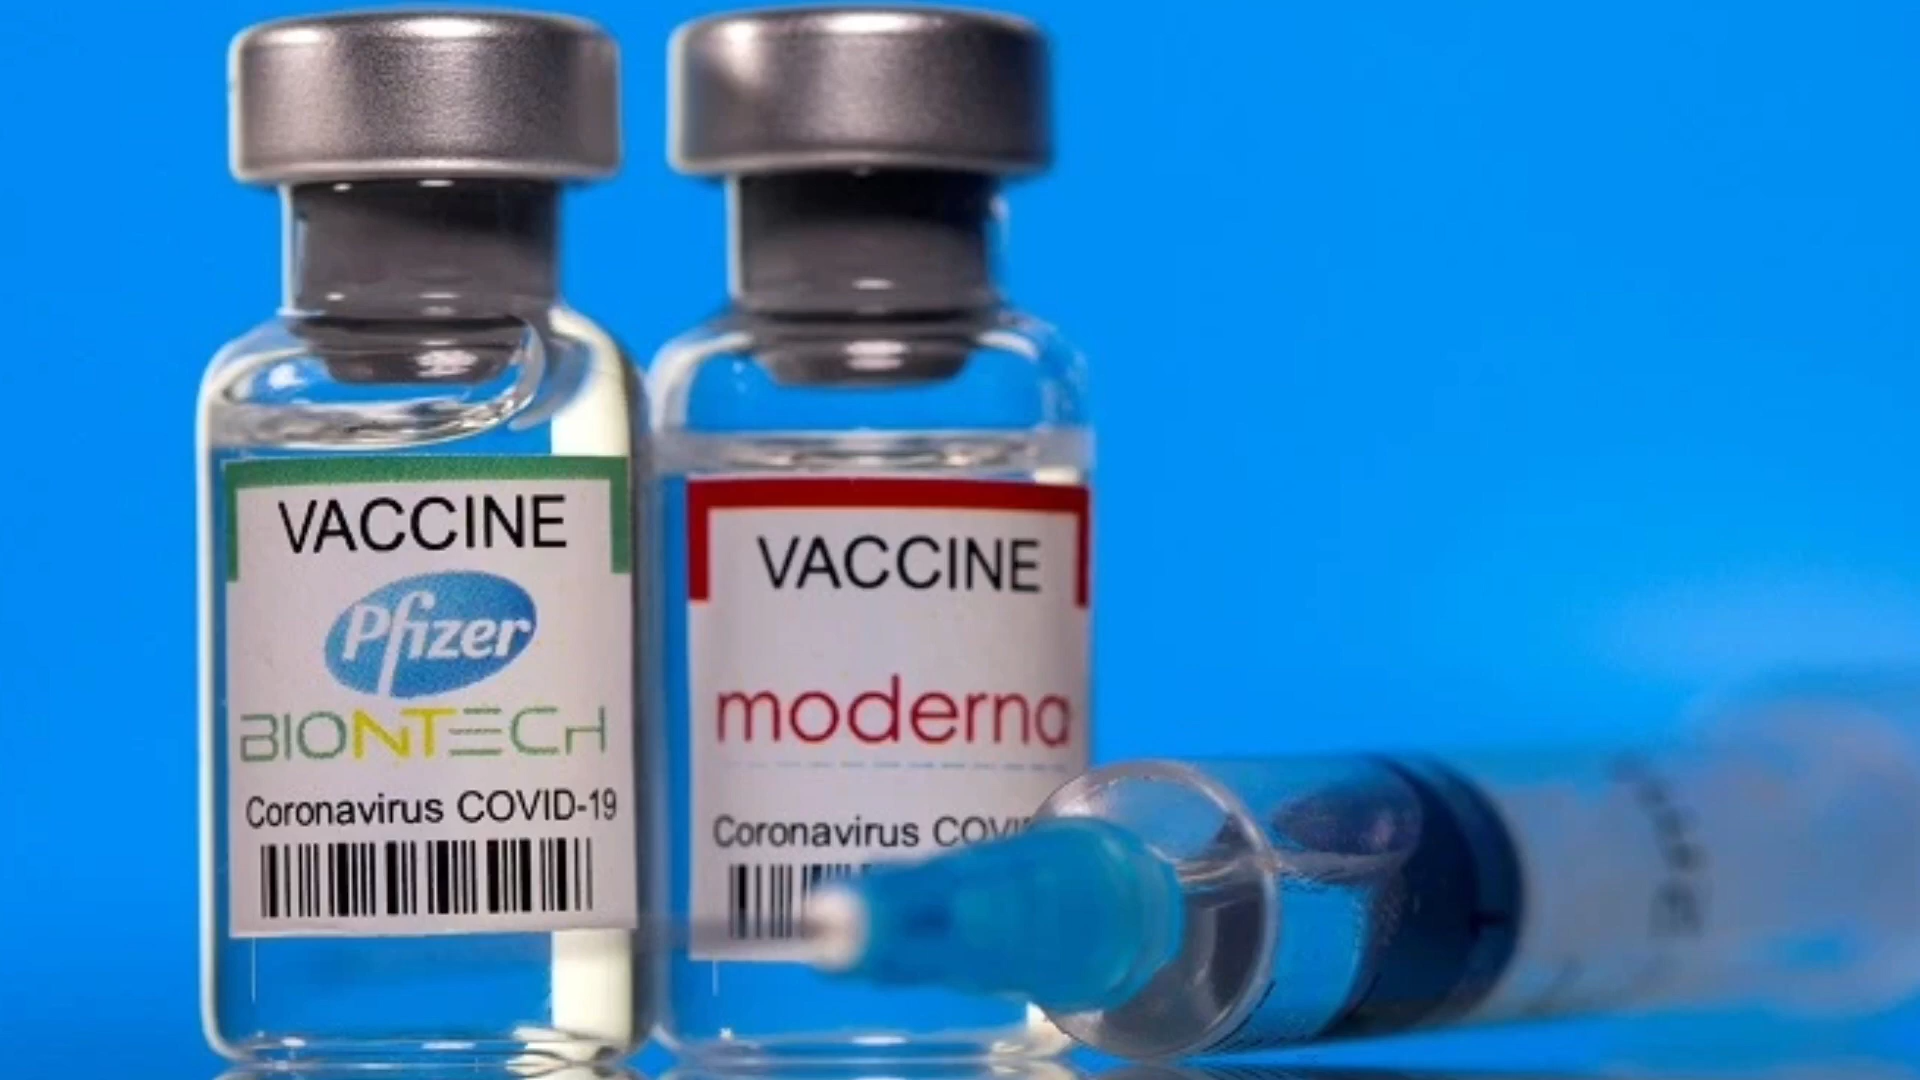 VACCINE
Pfizer
BIONTECH
Coronavirus COVID-19
VACCINE
moderna
Coronavirus